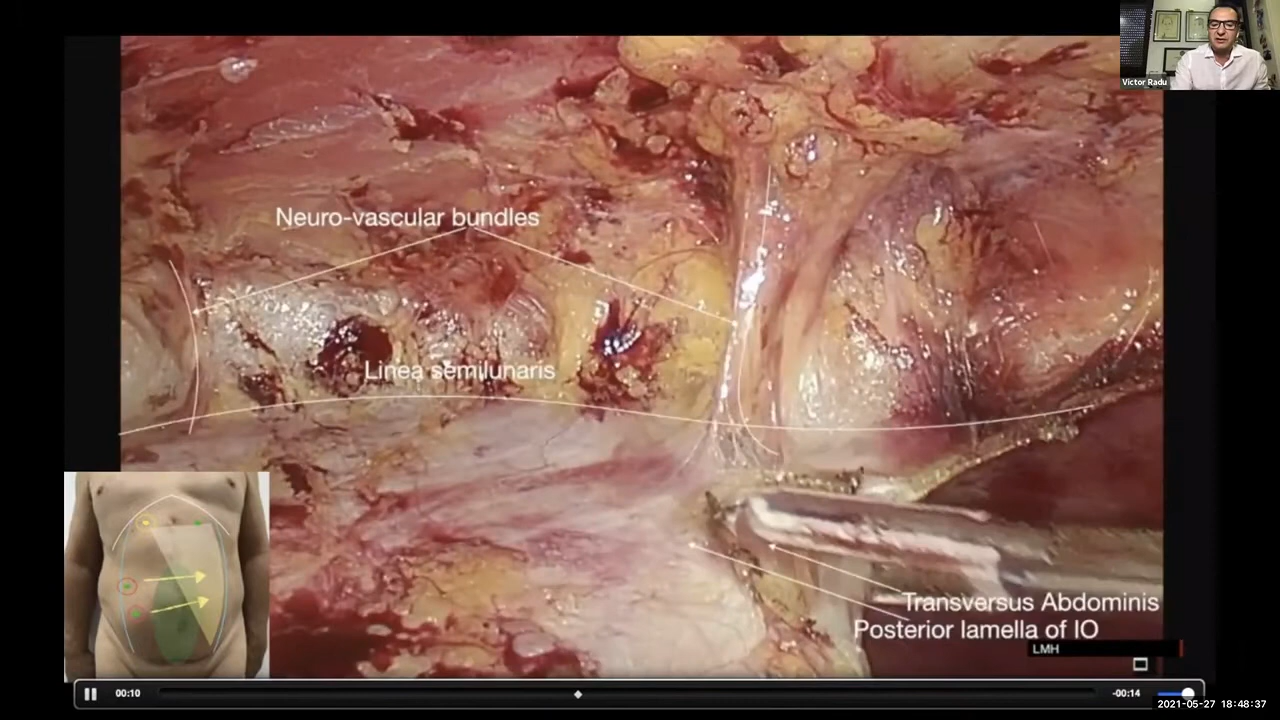 Victor Radu
Neuro-vascular bundles
Linea semilunaris
Transversus Abdominis
Posterior lamella of IO
LMH
00:10
-00:14
2021-05-27 18:48:37